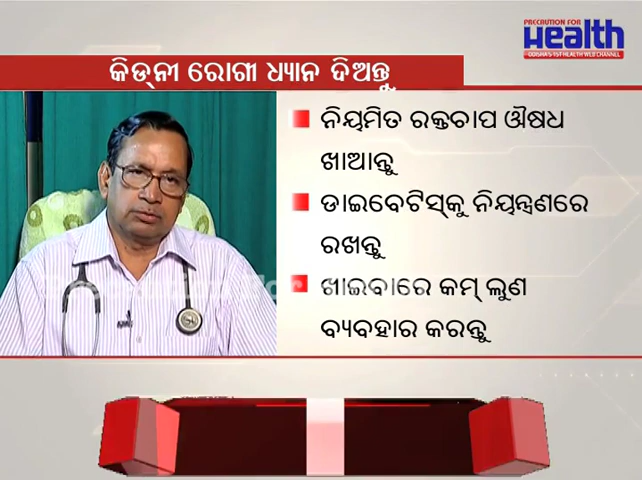 PRECAUTION FOR
Health
ODISHA'S 1ST HEALTH WEB CHANNEL
କିଡ୍‌ନୀ ରୋଗୀ ଧ୍ୟାନ ଦିଅନ୍ତୁ
ନିୟମିତ ରକ୍ତଚାପ ଔଷଧ
ଖାଆନ୍ତୁ
ଡାଇବେଟିସ୍‌କୁ ନିୟନ୍ତ୍ରଣରେ
ରଖନ୍ତୁ
ଖାଇବାରେ କମ୍ ଲୁଣ
ବ୍ୟବହାର କରନ୍ତୁ